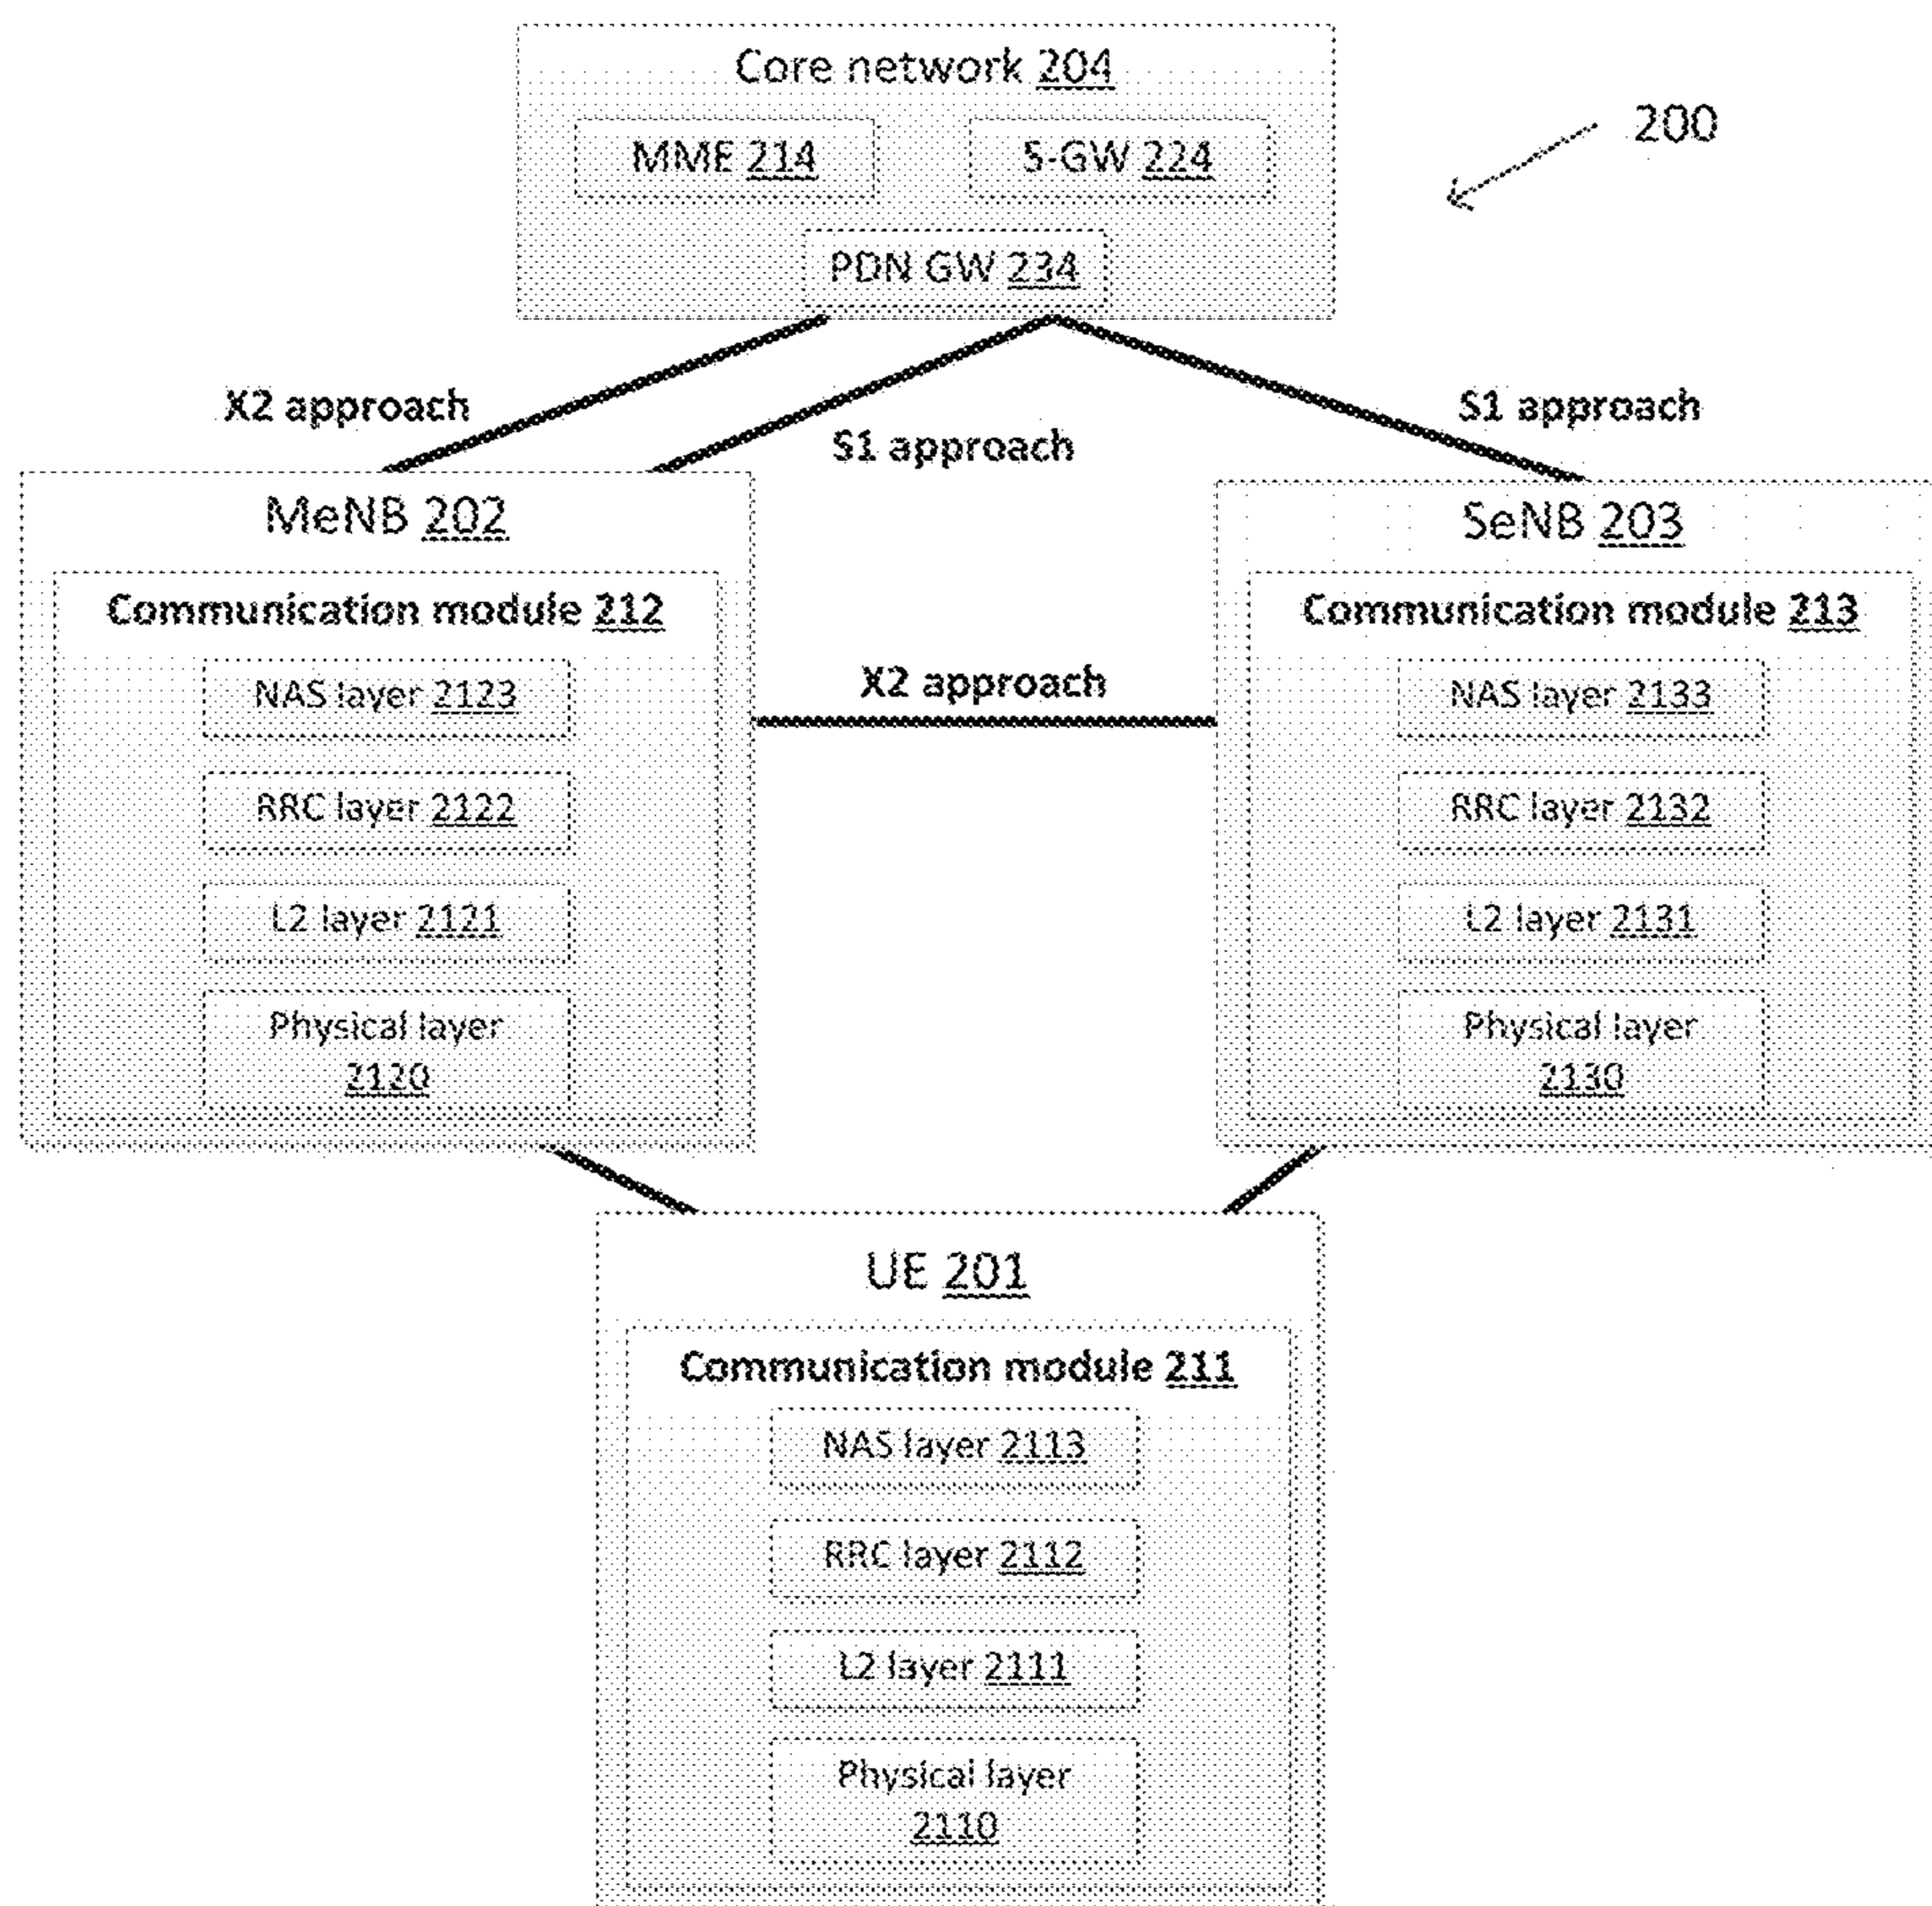 Core network 204
200
MME 214
S-GW 224
PDN GW 234
X2 approach
S1 approach
S1 approach
MeNB 202
SeNB 203
Communication module 212
Communication module 213
NAS layer 2123
NAS layer 2133
X2 approach
RRC layer 2122
RRC layer 2132
L2 layer 2121
L2 layer 2131
Physical layer
2120
Physical layer
2130
UE 201
Communication module 211
NAS layer 2113
RRC layer 2112
L2 layer 2111
Physical layer
2110